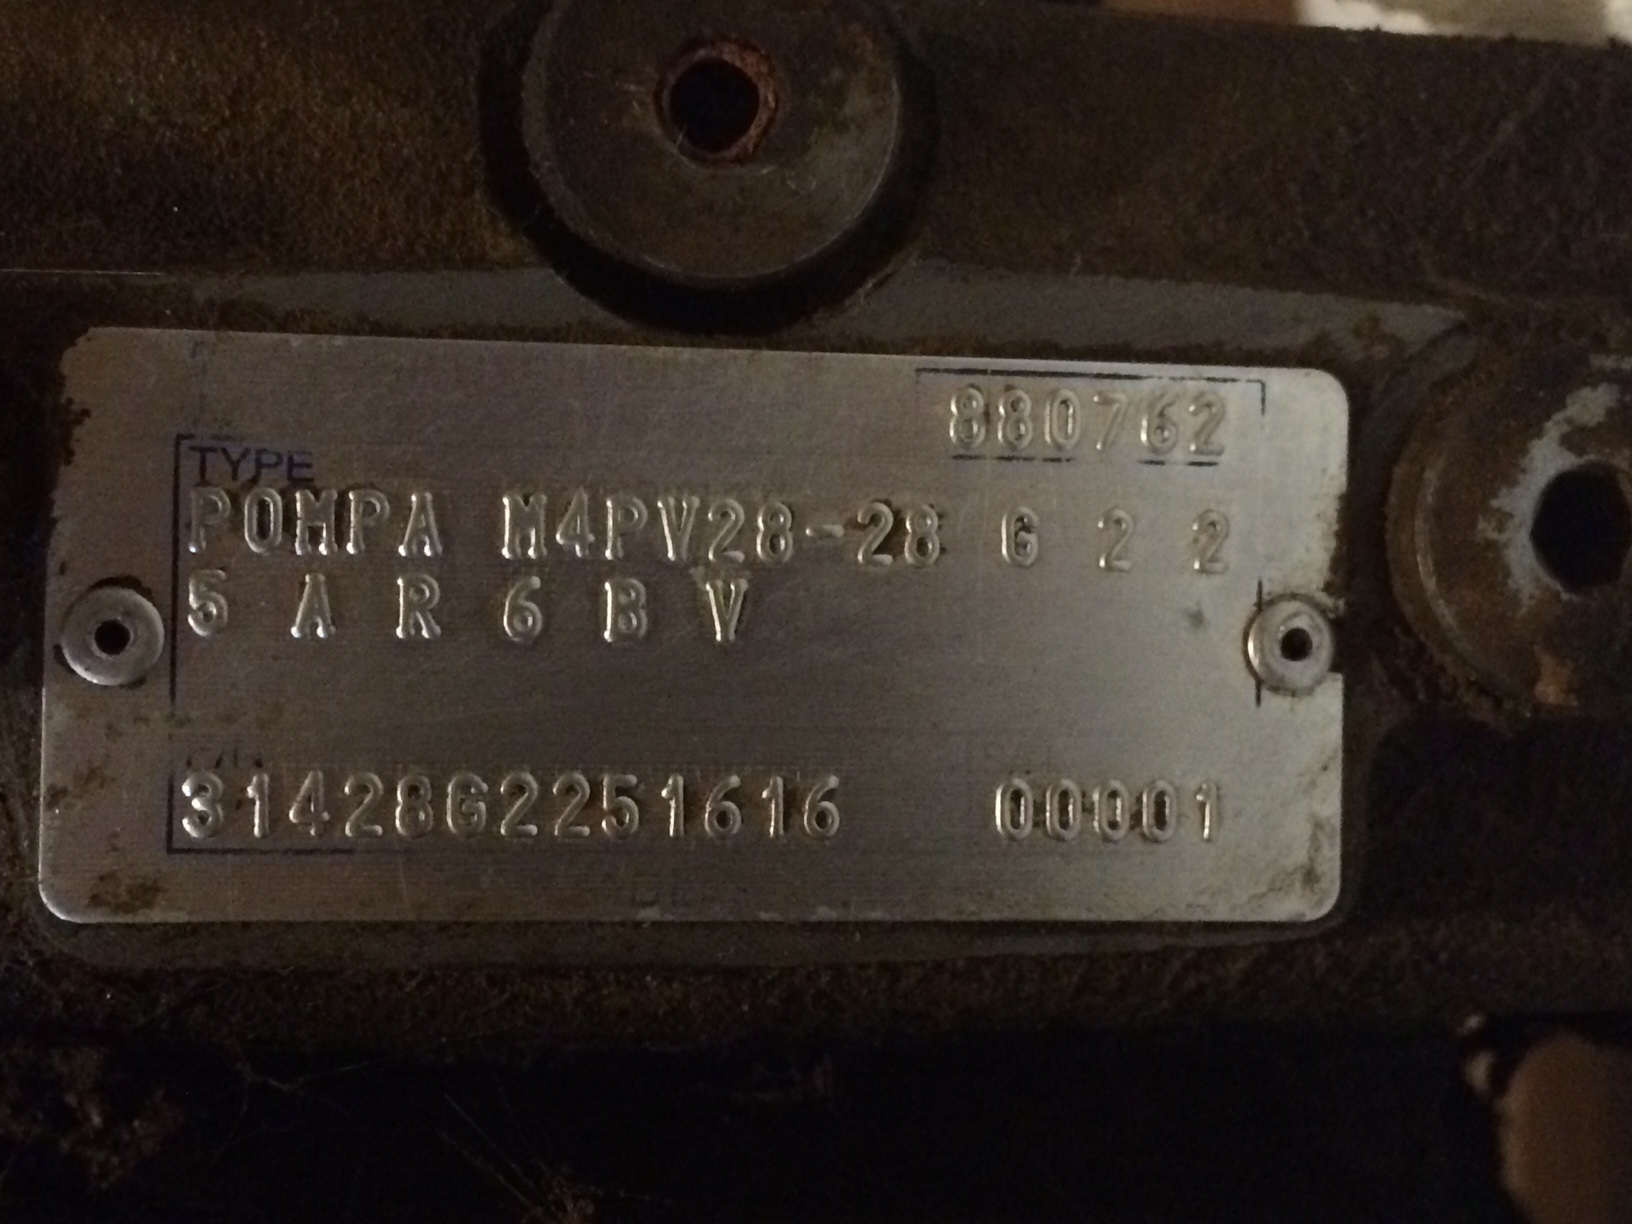 880762
TYPE
POMPA M4PV28-28 G 2 2
5 A R 6 B V
31428G2251616 00001